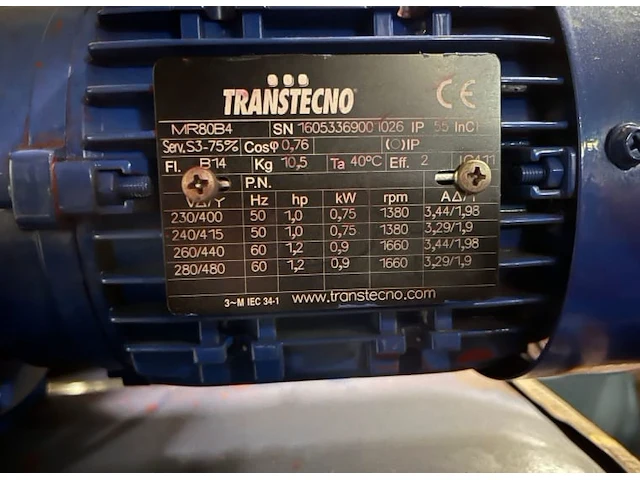 TRANSTECNO® CE
MR80B4 SN 1605336900 1026 IP 55 InCl
Serv. S3-75% Cosφ 0,76 ( )IP
Fl. B14 Kg 10,5 Ta 40°C Eff. 2
P.N.
Hz hp kW rpm
230/400 50 1,0 0,75 1380 3,44/1,98
240/415 50 1,0 0,75 1380 3,29/1,9
260/440 60 1,2 0,9 1660 3,44/1,98
280/480 60 1,2 0,9 1660 3,29/1,9
3~M IEC 34-1 www.transtecno.com